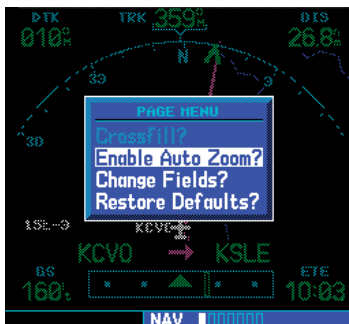 DTK TRK 359°M DIS
010°M 26.8
N
33
30
PAGE MENU
Crossfill?
Enable Auto Zoom?
Change Fields?
Restore Defaults?
KCVO
KCVO KSLE
GS ETE
160 10:03
NAV